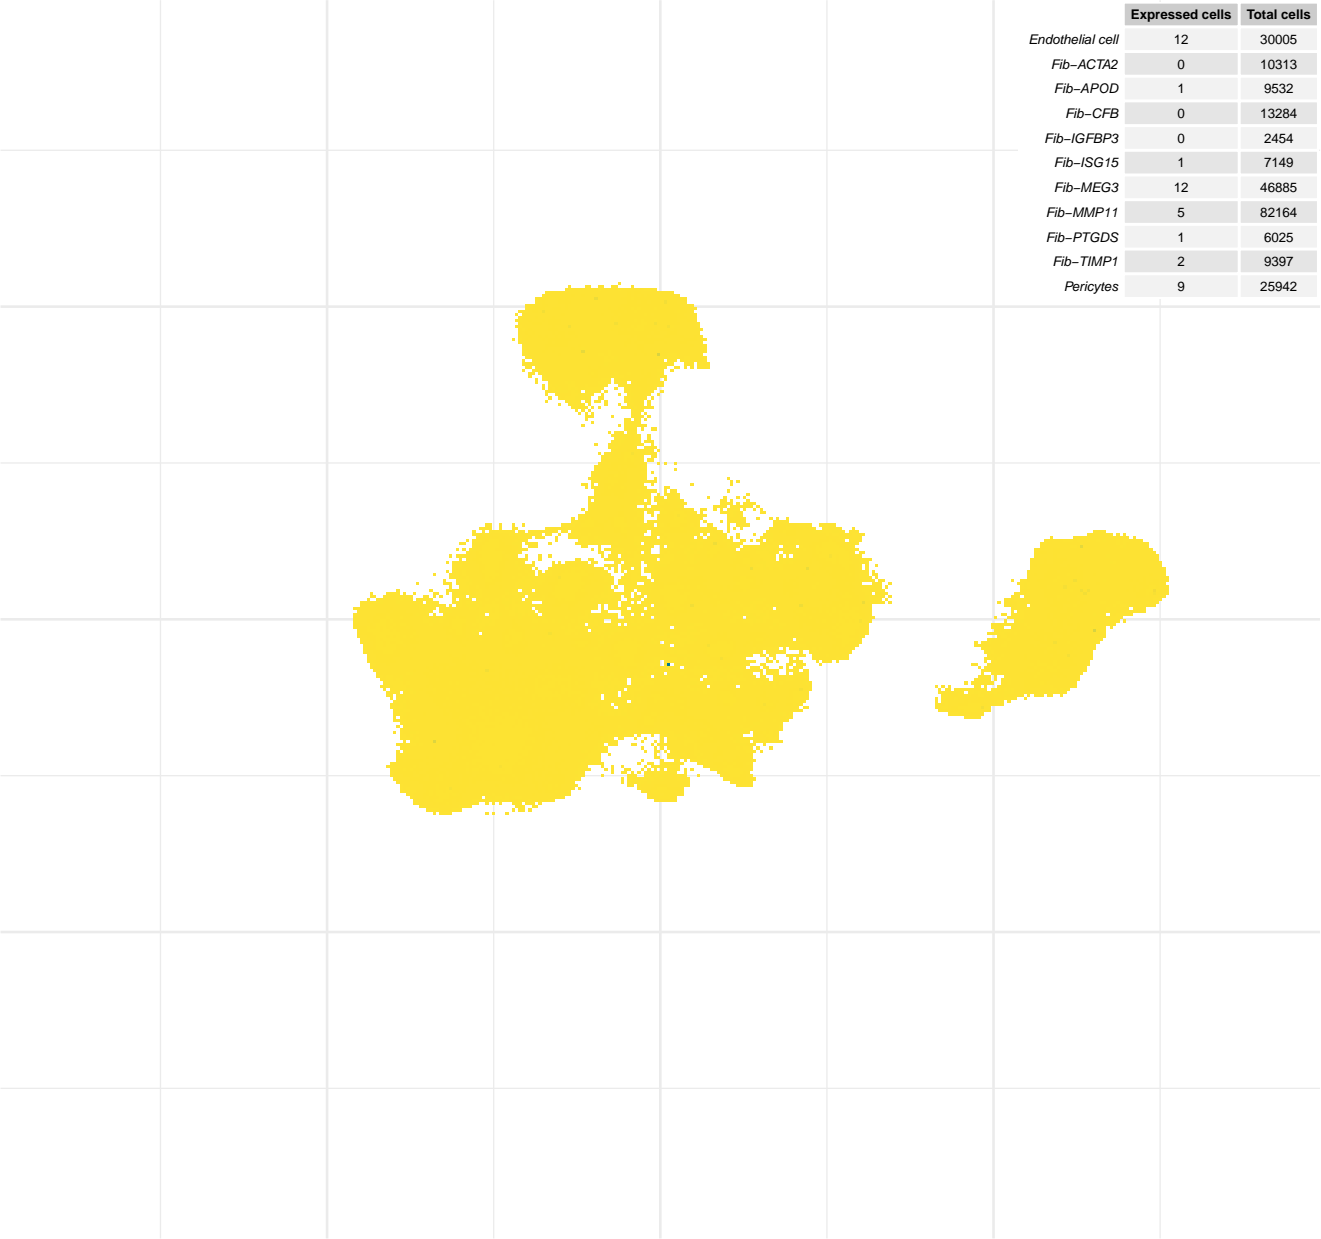 Expressed cells Total cells
Endothelial cell 12 30005
Fib−ACTA2 0 10313
Fib−APOD 1 9532
Fib−CFB 0 13284
Fib−IGFBP3 0 2454
Fib−ISG15 1 7149
Fib−MEG3 12 46885
Fib−MMP11 5 82164
Fib−PTGDS 1 6025
Fib−TIMP1 2 9397
Pericytes 9 25942